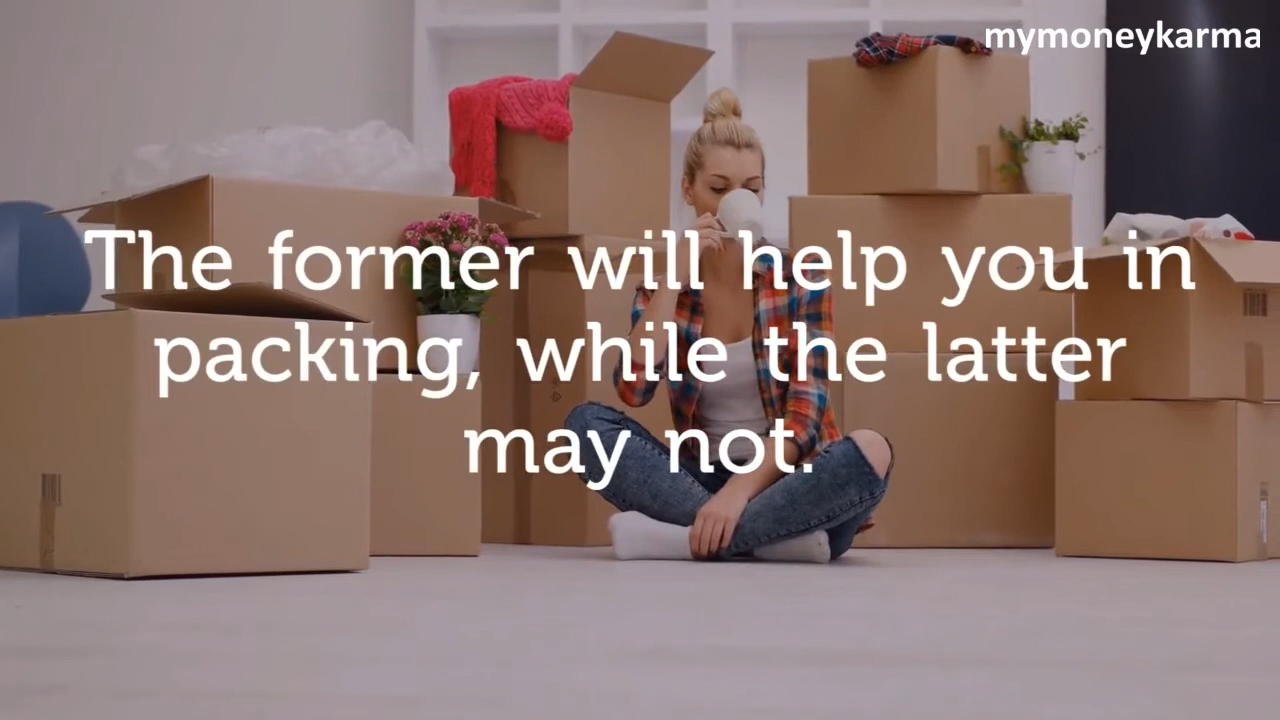 mymoneykarma
The former will help you in
packing, while the latter
may not.